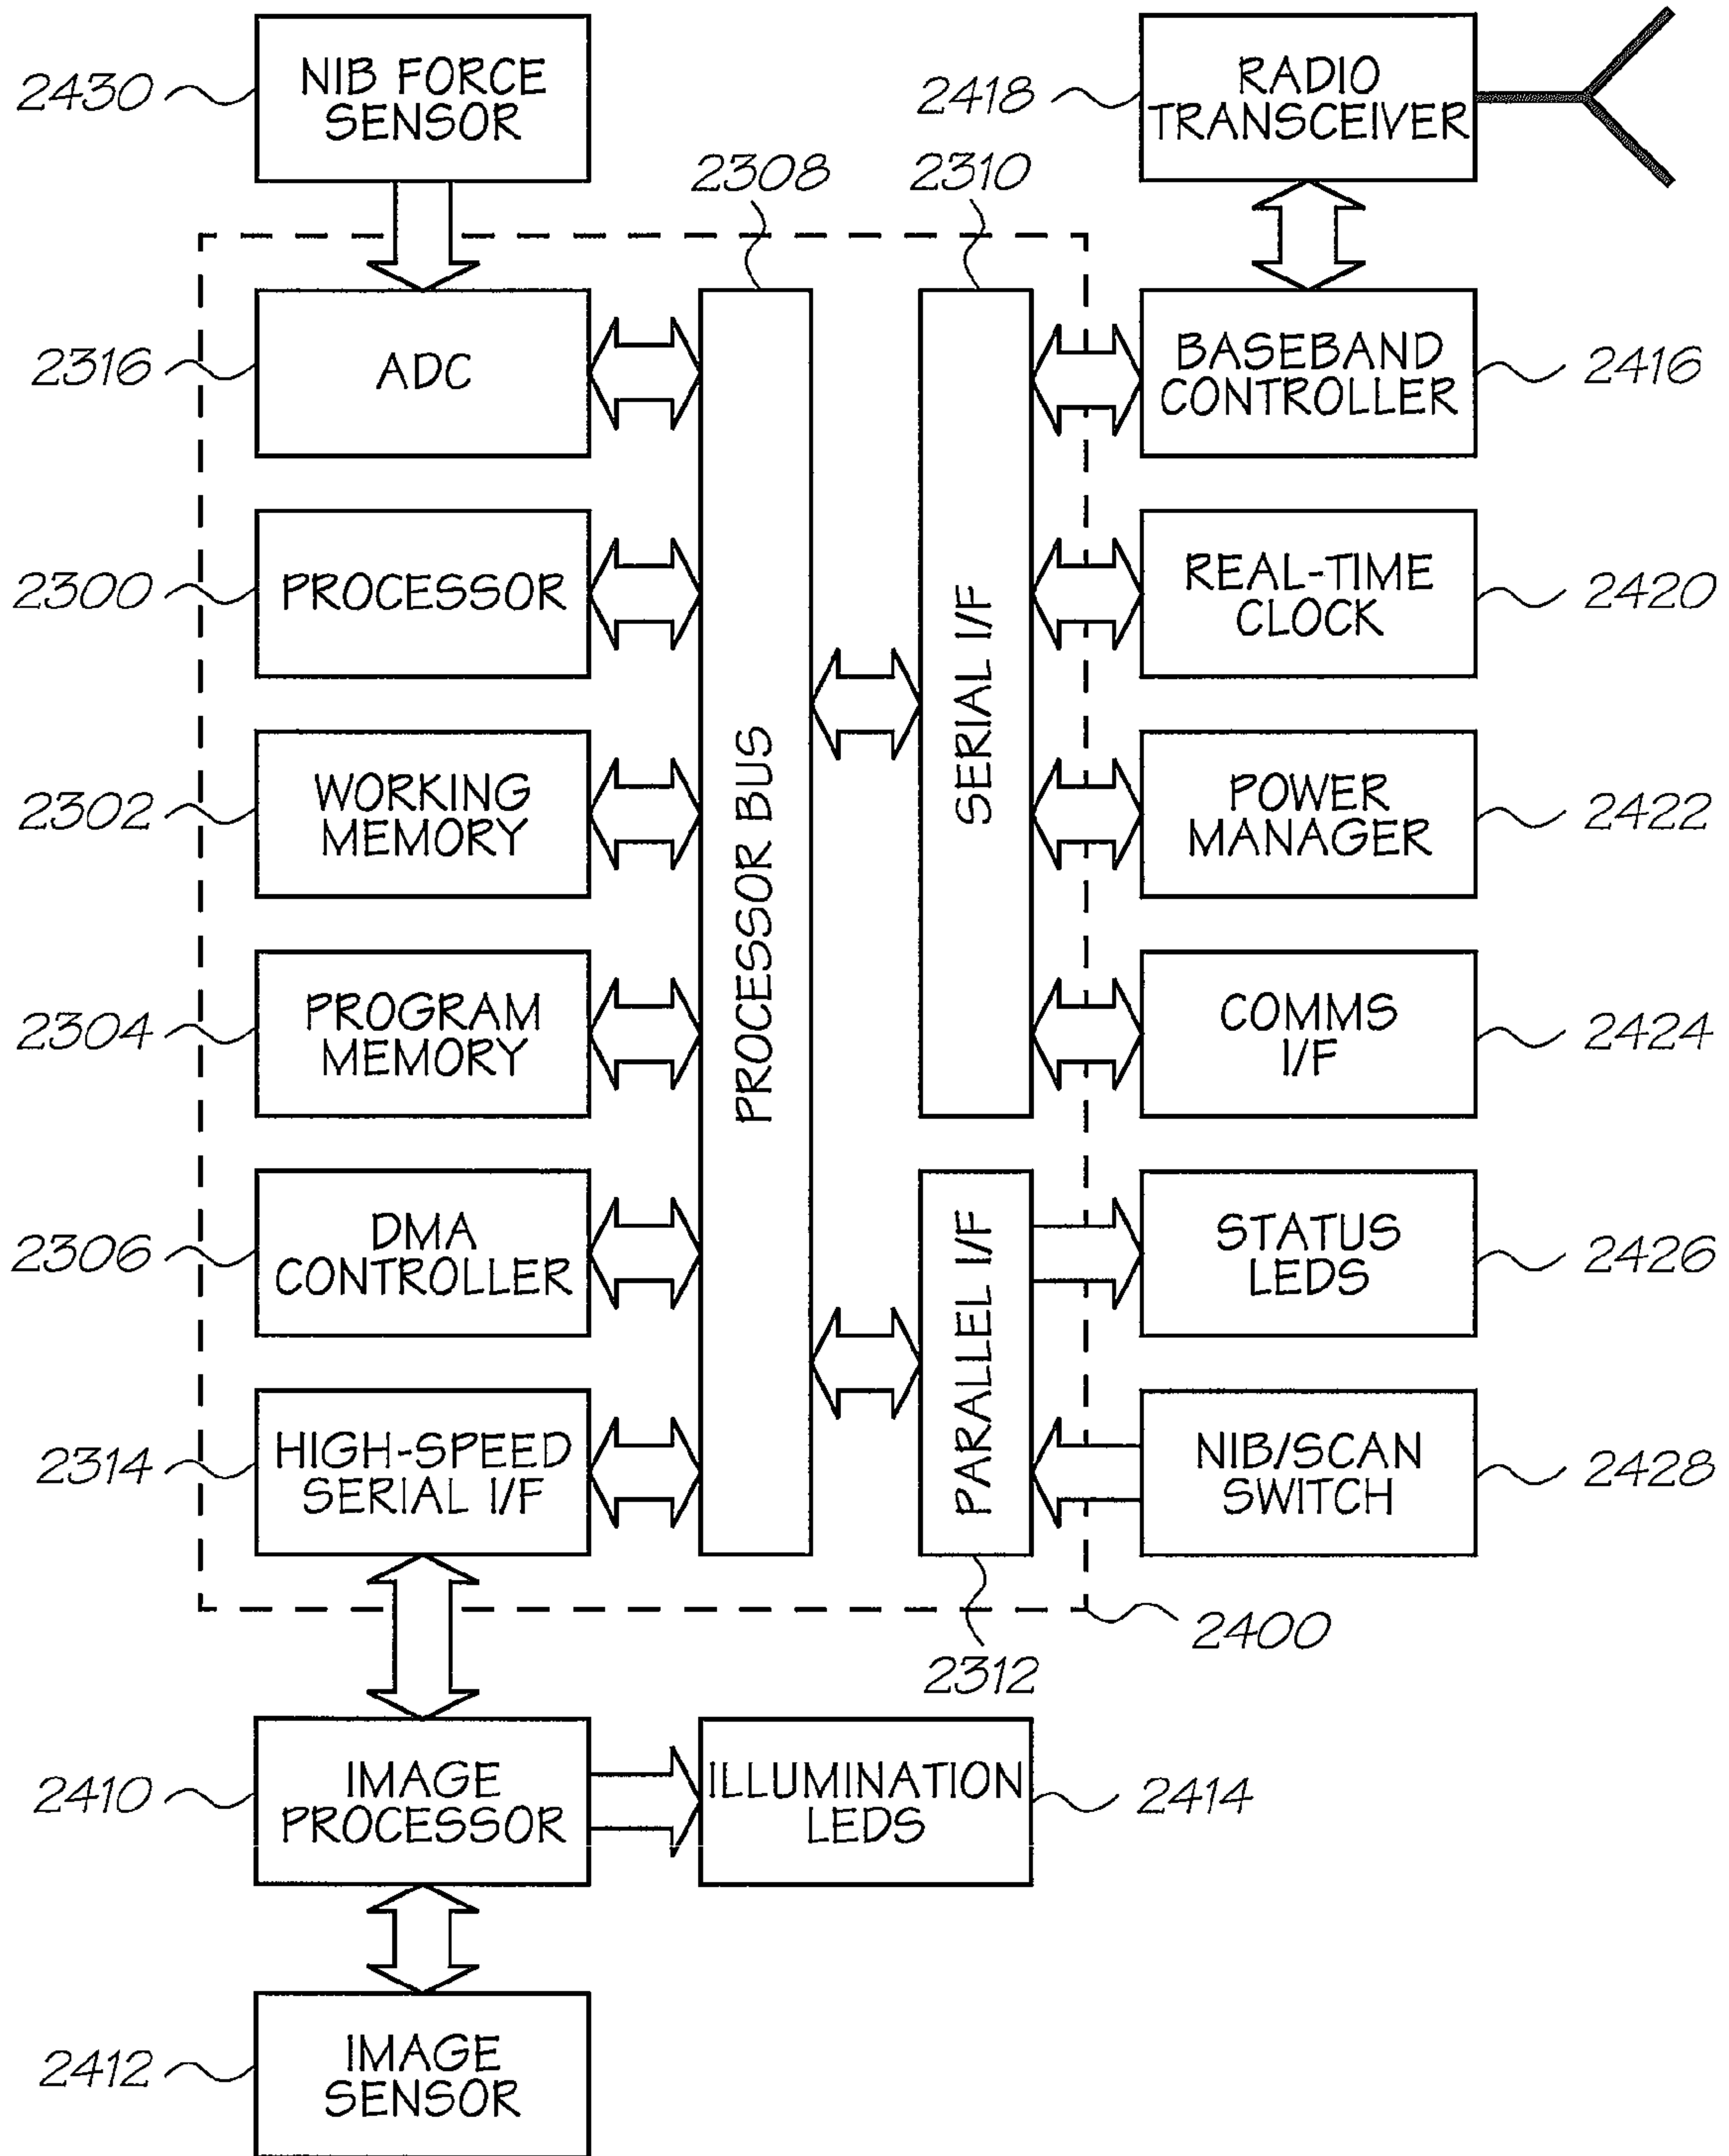 2430
NIB FORCE
SENSOR
2418
RADIO
TRANSCEIVER
2308
2310
2316
ADC
BASEBAND
CONTROLLER
2416
2300
PROCESSOR
REAL-TIME
CLOCK
2420
2302
WORKING
MEMORY
PROCESSOR BUS
SERIAL I/F
POWER
MANAGER
2422
2304
PROGRAM
MEMORY
COMMS
I/F
2424
2306
DMA
CONTROLLER
PARALLEL I/F
STATUS
LEDS
2426
2314
HIGH-SPEED
SERIAL I/F
NIB/SCAN
SWITCH
2428
2400
2312
2410
IMAGE
PROCESSOR
ILLUMINATION
LEDS
2414
2412
IMAGE
SENSOR